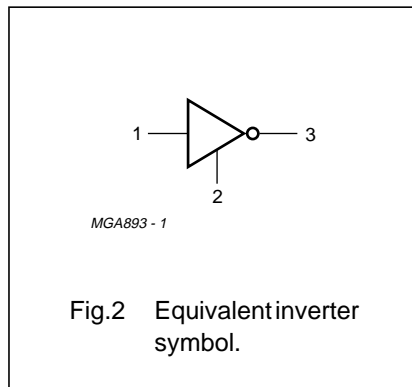 1
3
2
MGA893 - 1
Fig.2 Equivalent inverter
symbol.